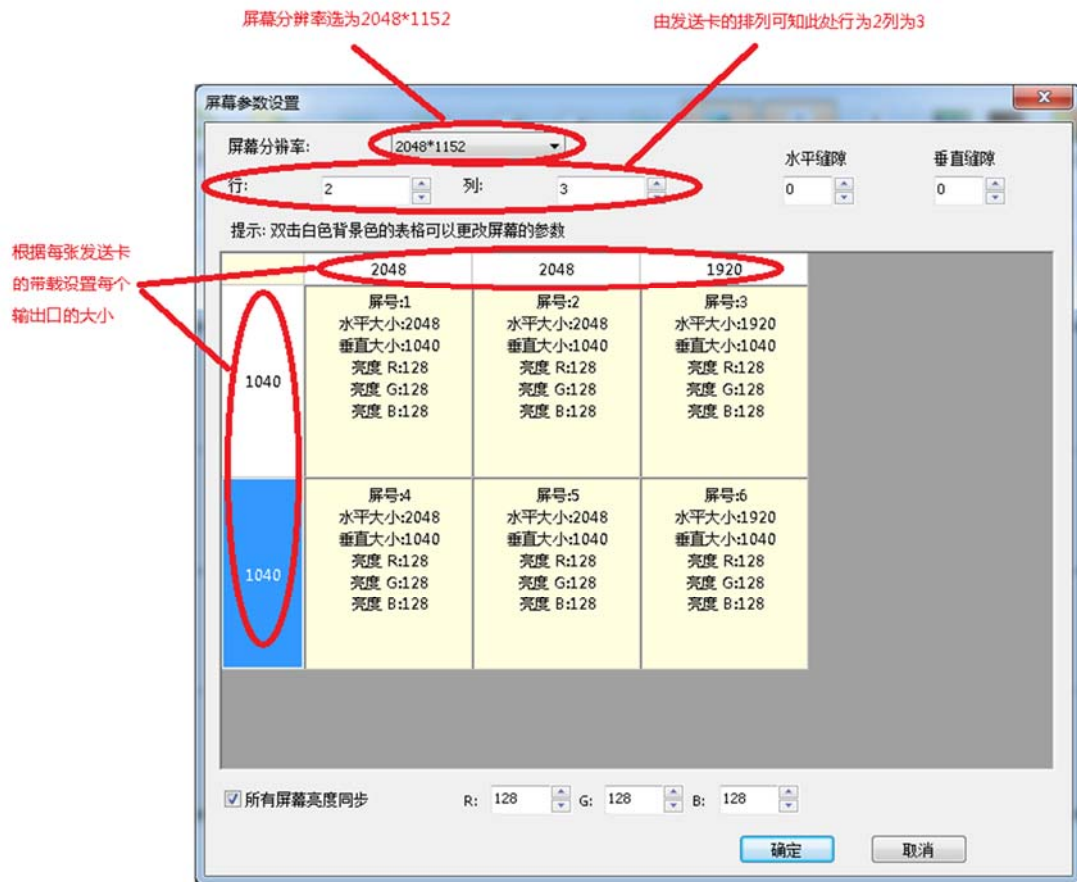 屏幕分辨率选为2048*1152
由发送卡的排列可知此处行为2列为3
屏幕参数设置
屏幕分辨率:
2048*1152
水平缝隙
垂直缝隙
行:
2
列:
3
0
0
提示: 双击白色背景色的表格可以更改屏幕的参数
根据每张发送卡
的带载设置每个
输出口的大小
2048
2048
1920
1040
屏号:1
水平大小:2048
垂直大小:1040
亮度 R:128
亮度 G:128
亮度 B:128
屏号:2
水平大小:2048
垂直大小:1040
亮度 R:128
亮度 G:128
亮度 B:128
屏号:3
水平大小:1920
垂直大小:1040
亮度 R:128
亮度 G:128
亮度 B:128
1040
屏号:4
水平大小:2048
垂直大小:1040
亮度 R:128
亮度 G:128
亮度 B:128
屏号:5
水平大小:2048
垂直大小:1040
亮度 R:128
亮度 G:128
亮度 B:128
屏号:6
水平大小:1920
垂直大小:1040
亮度 R:128
亮度 G:128
亮度 B:128
所有屏幕亮度同步
R: 128
G: 128
B: 128
确定
取消